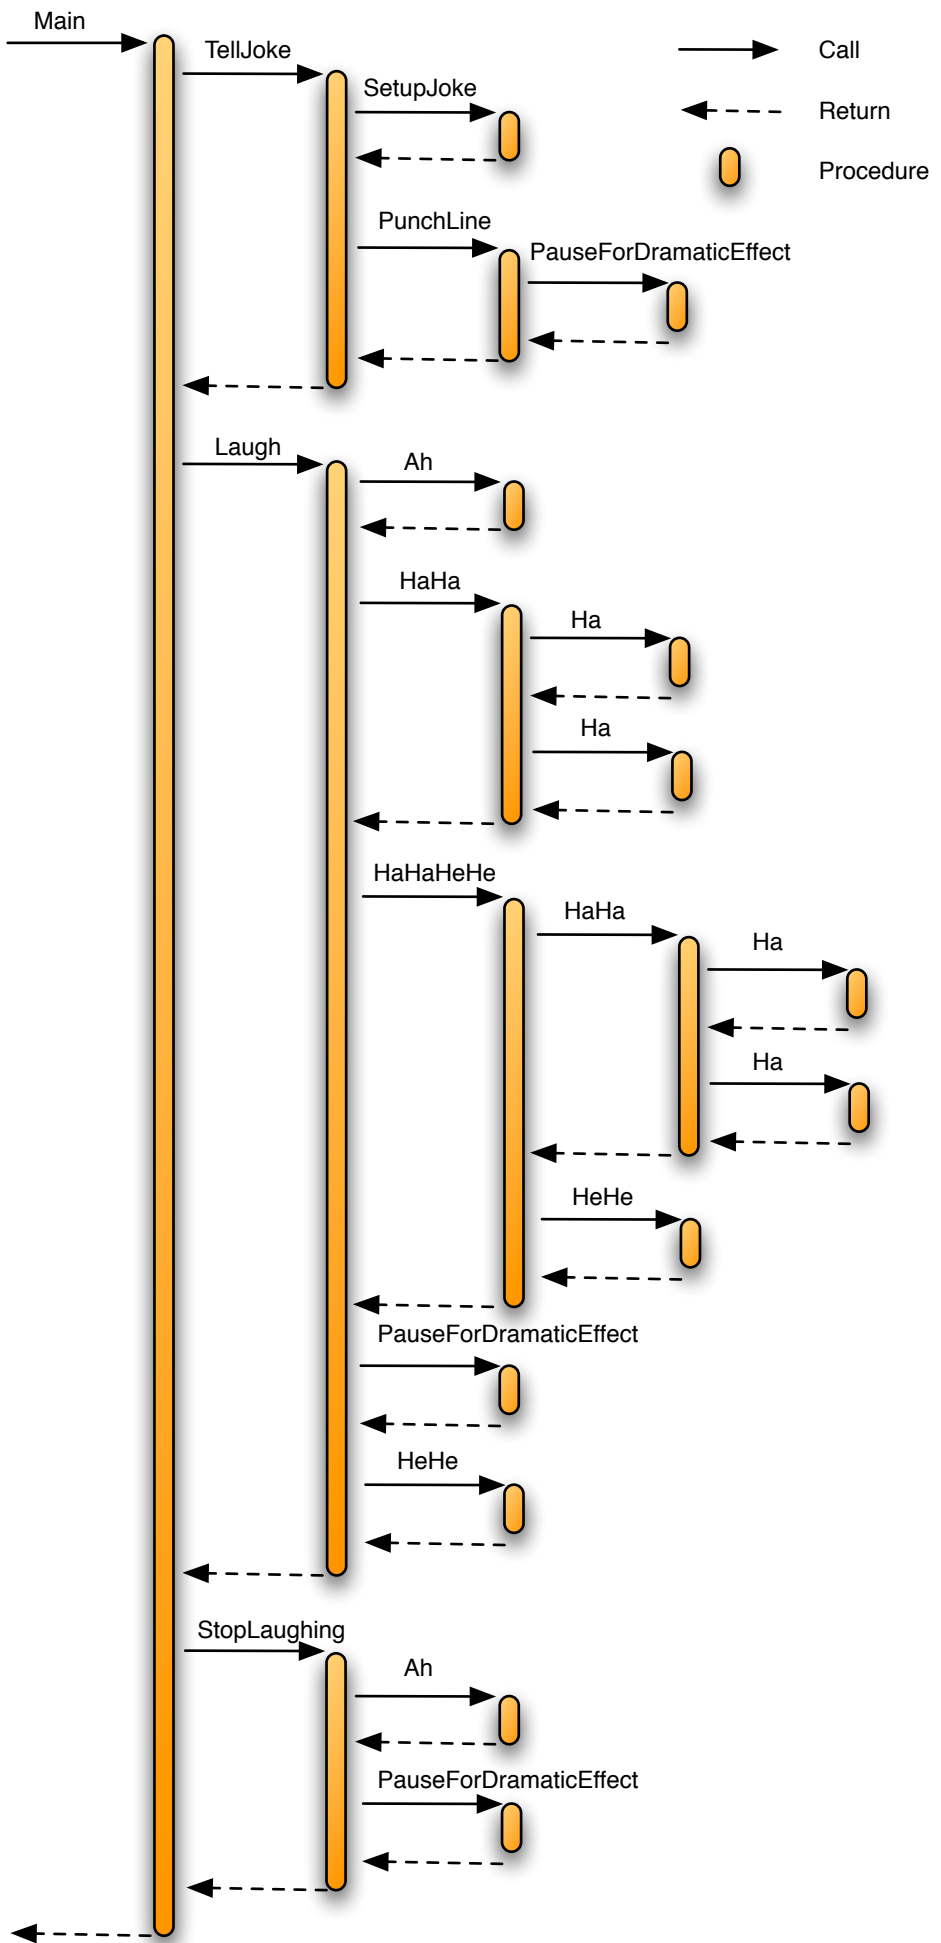 Main
TellJoke
Call
SetupJoke
Return
Procedure
PunchLine
PauseForDramaticEffect
Laugh
Ah
HaHa
Ha
Ha
HaHaHeHe
HaHa
Ha
Ha
HeHe
PauseForDramaticEffect
HeHe
StopLaughing
Ah
PauseForDramaticEffect